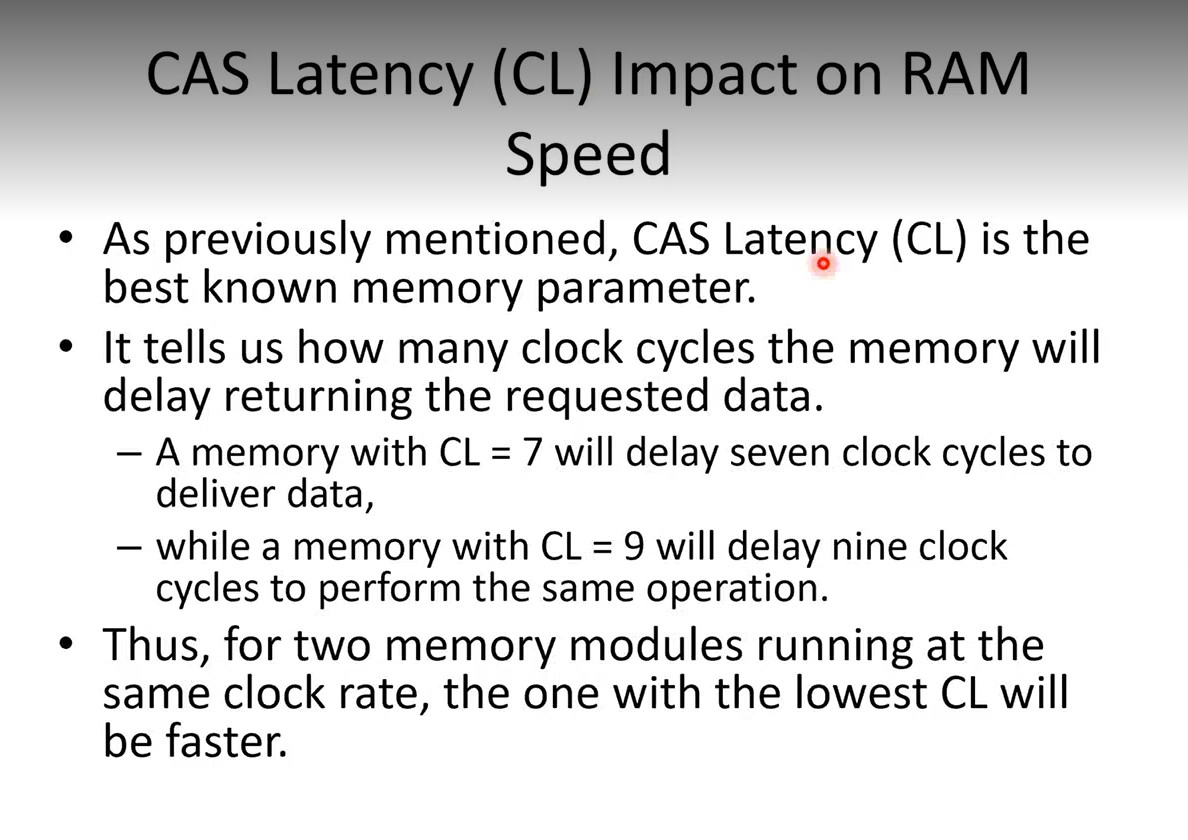 CAS Latency (CL) Impact on RAM
Speed
• As previously mentioned, CAS Latency (CL) is the
best known memory parameter.
• It tells us how many clock cycles the memory will
delay returning the requested data.
– A memory with CL = 7 will delay seven clock cycles to
deliver data,
– while a memory with CL = 9 will delay nine clock
cycles to perform the same operation.
• Thus, for two memory modules running at the
same clock rate, the one with the lowest CL will
be faster.